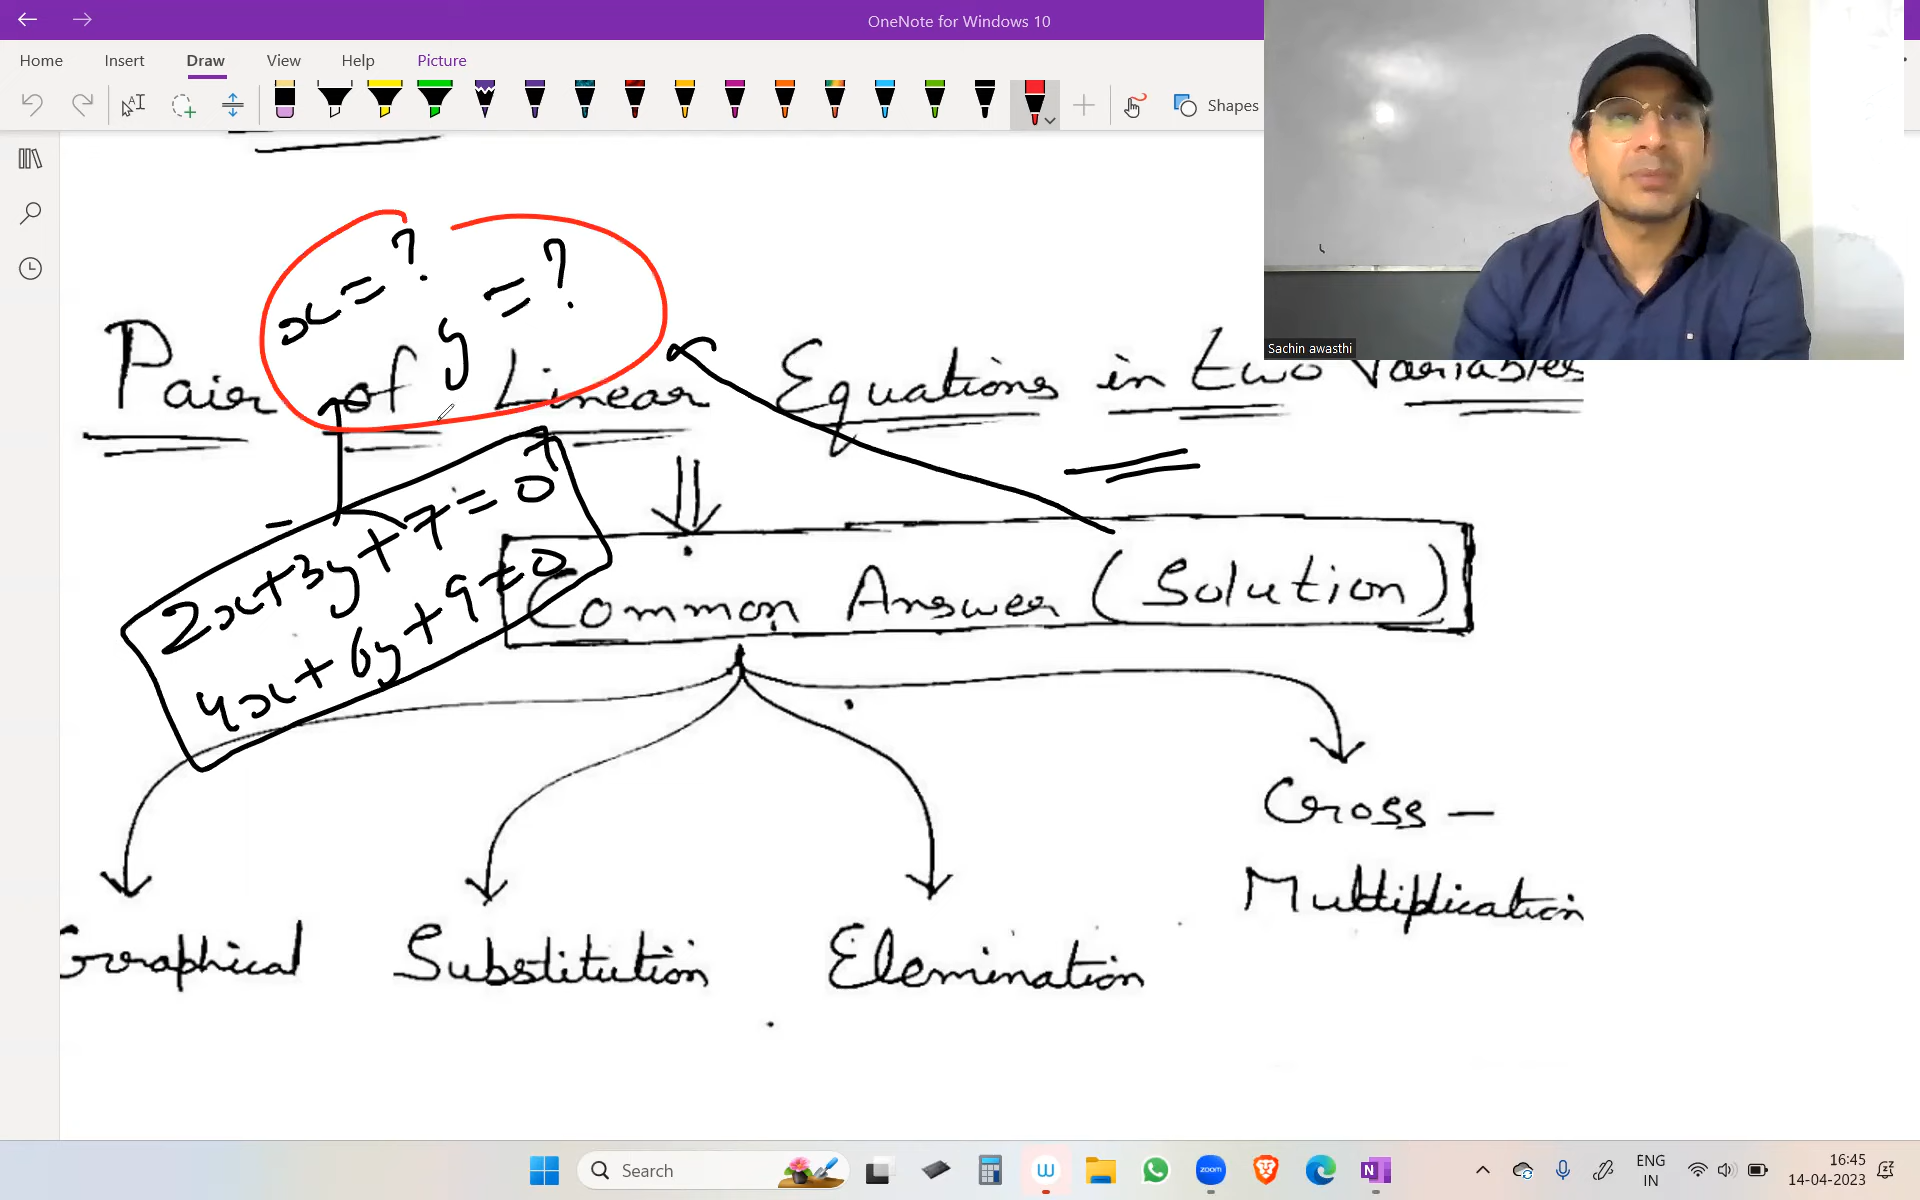 OneNote for Windows 10
Home Insert Draw View Help Picture
Shapes
Sachin awasthi
x = ?
y = ?
Pair of Linear Equations in two Variables
2x+3y+7=0
4x+6y+9=0
Common Answer (Solution)
Cross -
Multiplication
Graphical Substitution Elemination
Search
zoom
ENG
IN
16:45
14-04-2023